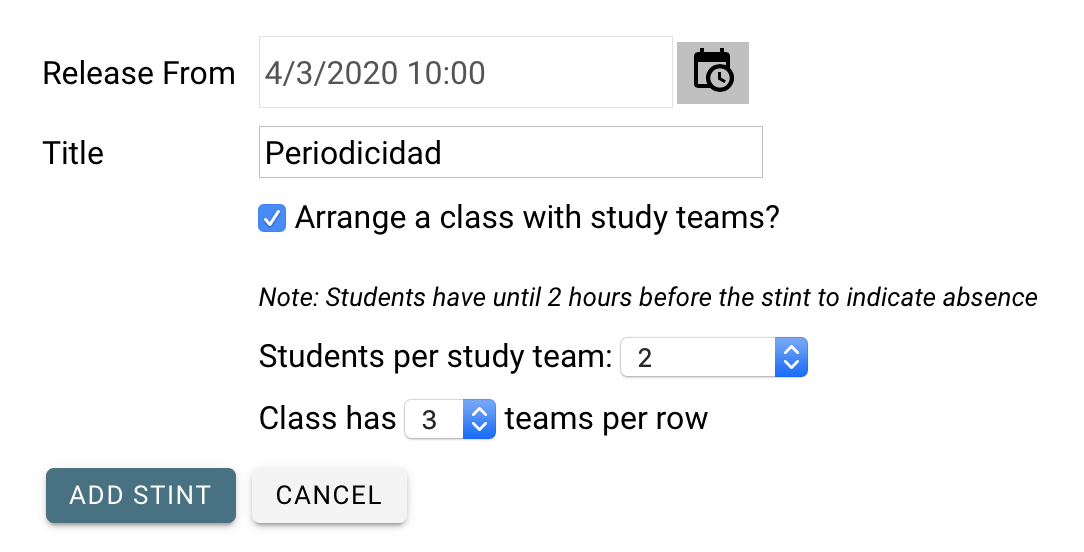 Release From 4/3/2020 10:00
Title Periodicidad
Arrange a class with study teams?
Note: Students have until 2 hours before the stint to indicate absence
Students per study team: 2
Class has 3 teams per row
ADD STINT CANCEL